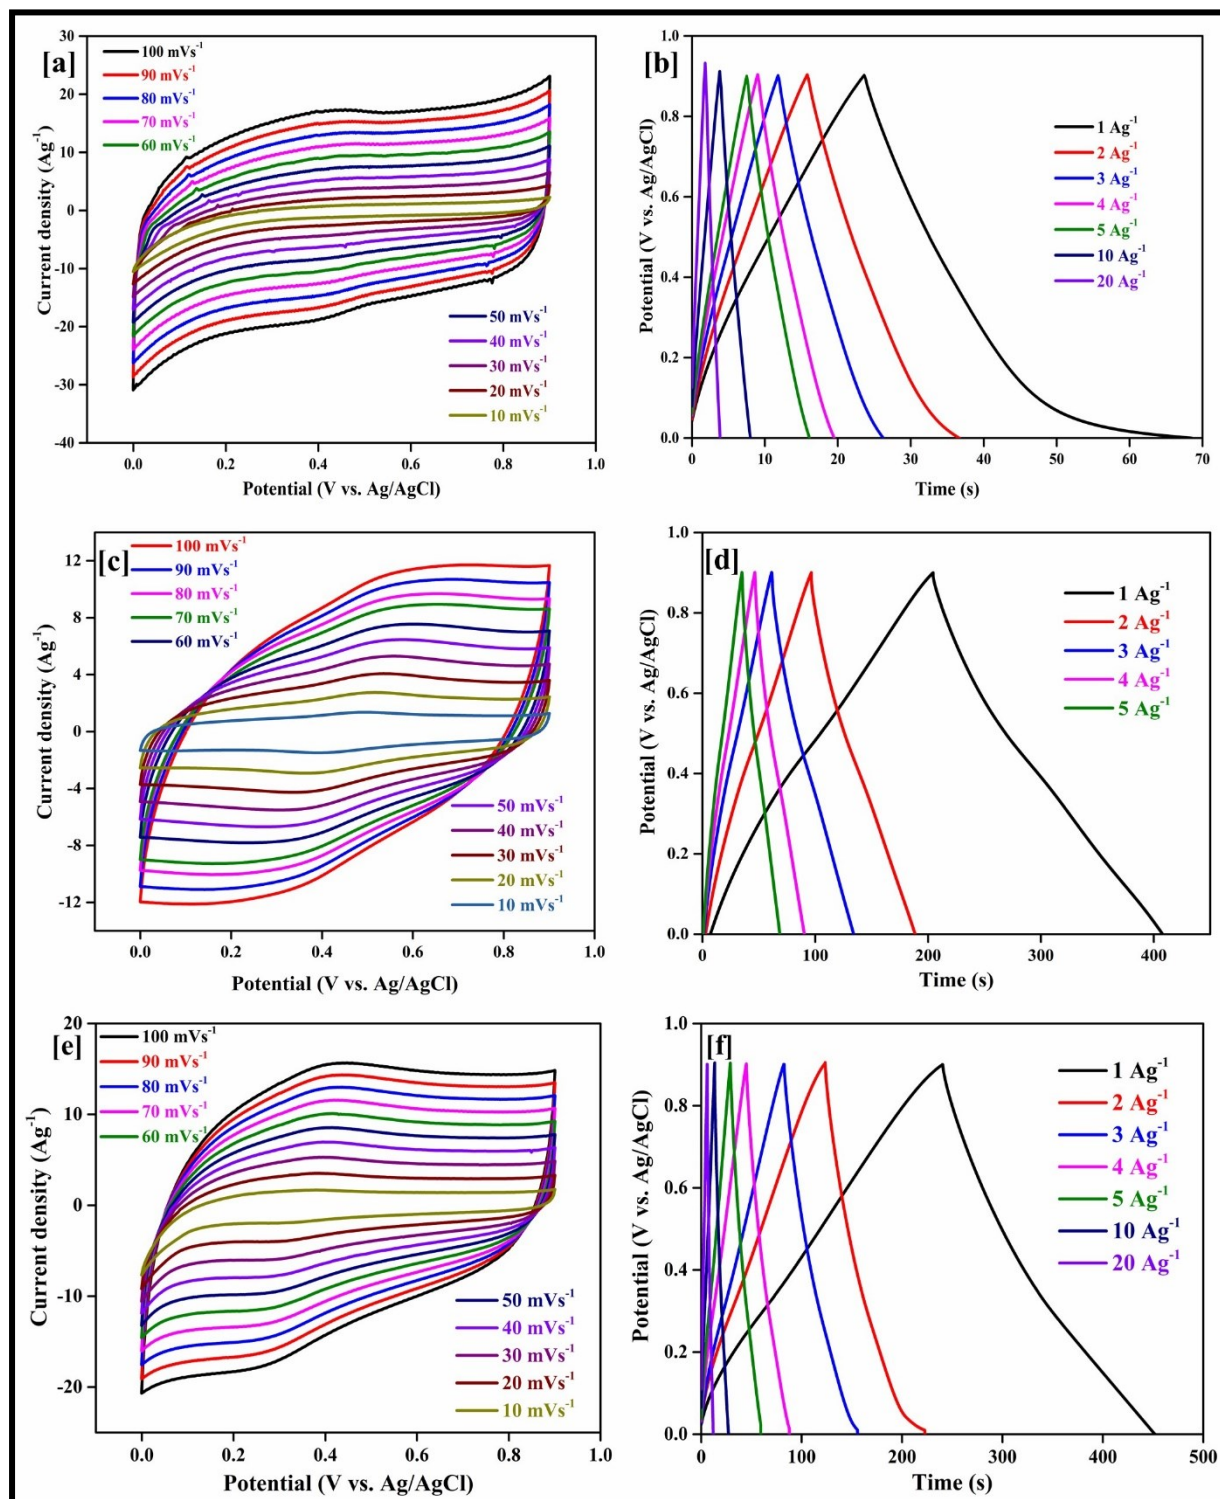 [a]
100 mVs⁻¹
90 mVs⁻¹
80 mVs⁻¹
70 mVs⁻¹
60 mVs⁻¹
50 mVs⁻¹
40 mVs⁻¹
30 mVs⁻¹
20 mVs⁻¹
10 mVs⁻¹
Current density (Ag⁻¹)
30
20
10
0
-10
-20
-30
-40
0.0 0.2 0.4 0.6 0.8 1.0
Potential (V vs. Ag/AgCl)
[b]
1 Ag⁻¹
2 Ag⁻¹
3 Ag⁻¹
4 Ag⁻¹
5 Ag⁻¹
10 Ag⁻¹
20 Ag⁻¹
Potential (V vs. Ag/AgCl)
1.0
0.8
0.6
0.4
0.2
0.0
0 10 20 30 40 50 60 70
Time (s)
[c]
100 mVs⁻¹
90 mVs⁻¹
80 mVs⁻¹
70 mVs⁻¹
60 mVs⁻¹
50 mVs⁻¹
40 mVs⁻¹
30 mVs⁻¹
20 mVs⁻¹
10 mVs⁻¹
Current density (Ag⁻¹)
12
8
4
0
-4
-8
-12
0.0 0.2 0.4 0.6 0.8 1.0
Potential (V vs. Ag/AgCl)
[d]
1 Ag⁻¹
2 Ag⁻¹
3 Ag⁻¹
4 Ag⁻¹
5 Ag⁻¹
Potential (V vs. Ag/AgCl)
1.0
0.8
0.6
0.4
0.2
0.0
0 100 200 300 400
Time (s)
[e]
100 mVs⁻¹
90 mVs⁻¹
80 mVs⁻¹
70 mVs⁻¹
60 mVs⁻¹
50 mVs⁻¹
40 mVs⁻¹
30 mVs⁻¹
20 mVs⁻¹
10 mVs⁻¹
Current density (Ag⁻¹)
20
10
0
-10
-20
0.0 0.2 0.4 0.6 0.8 1.0
Potential (V vs. Ag/AgCl)
[f]
1 Ag⁻¹
2 Ag⁻¹
3 Ag⁻¹
4 Ag⁻¹
5 Ag⁻¹
10 Ag⁻¹
20 Ag⁻¹
Potential (V vs. Ag/AgCl)
1.0
0.8
0.6
0.4
0.2
0.0
0 100 200 300 400 500
Time (s)